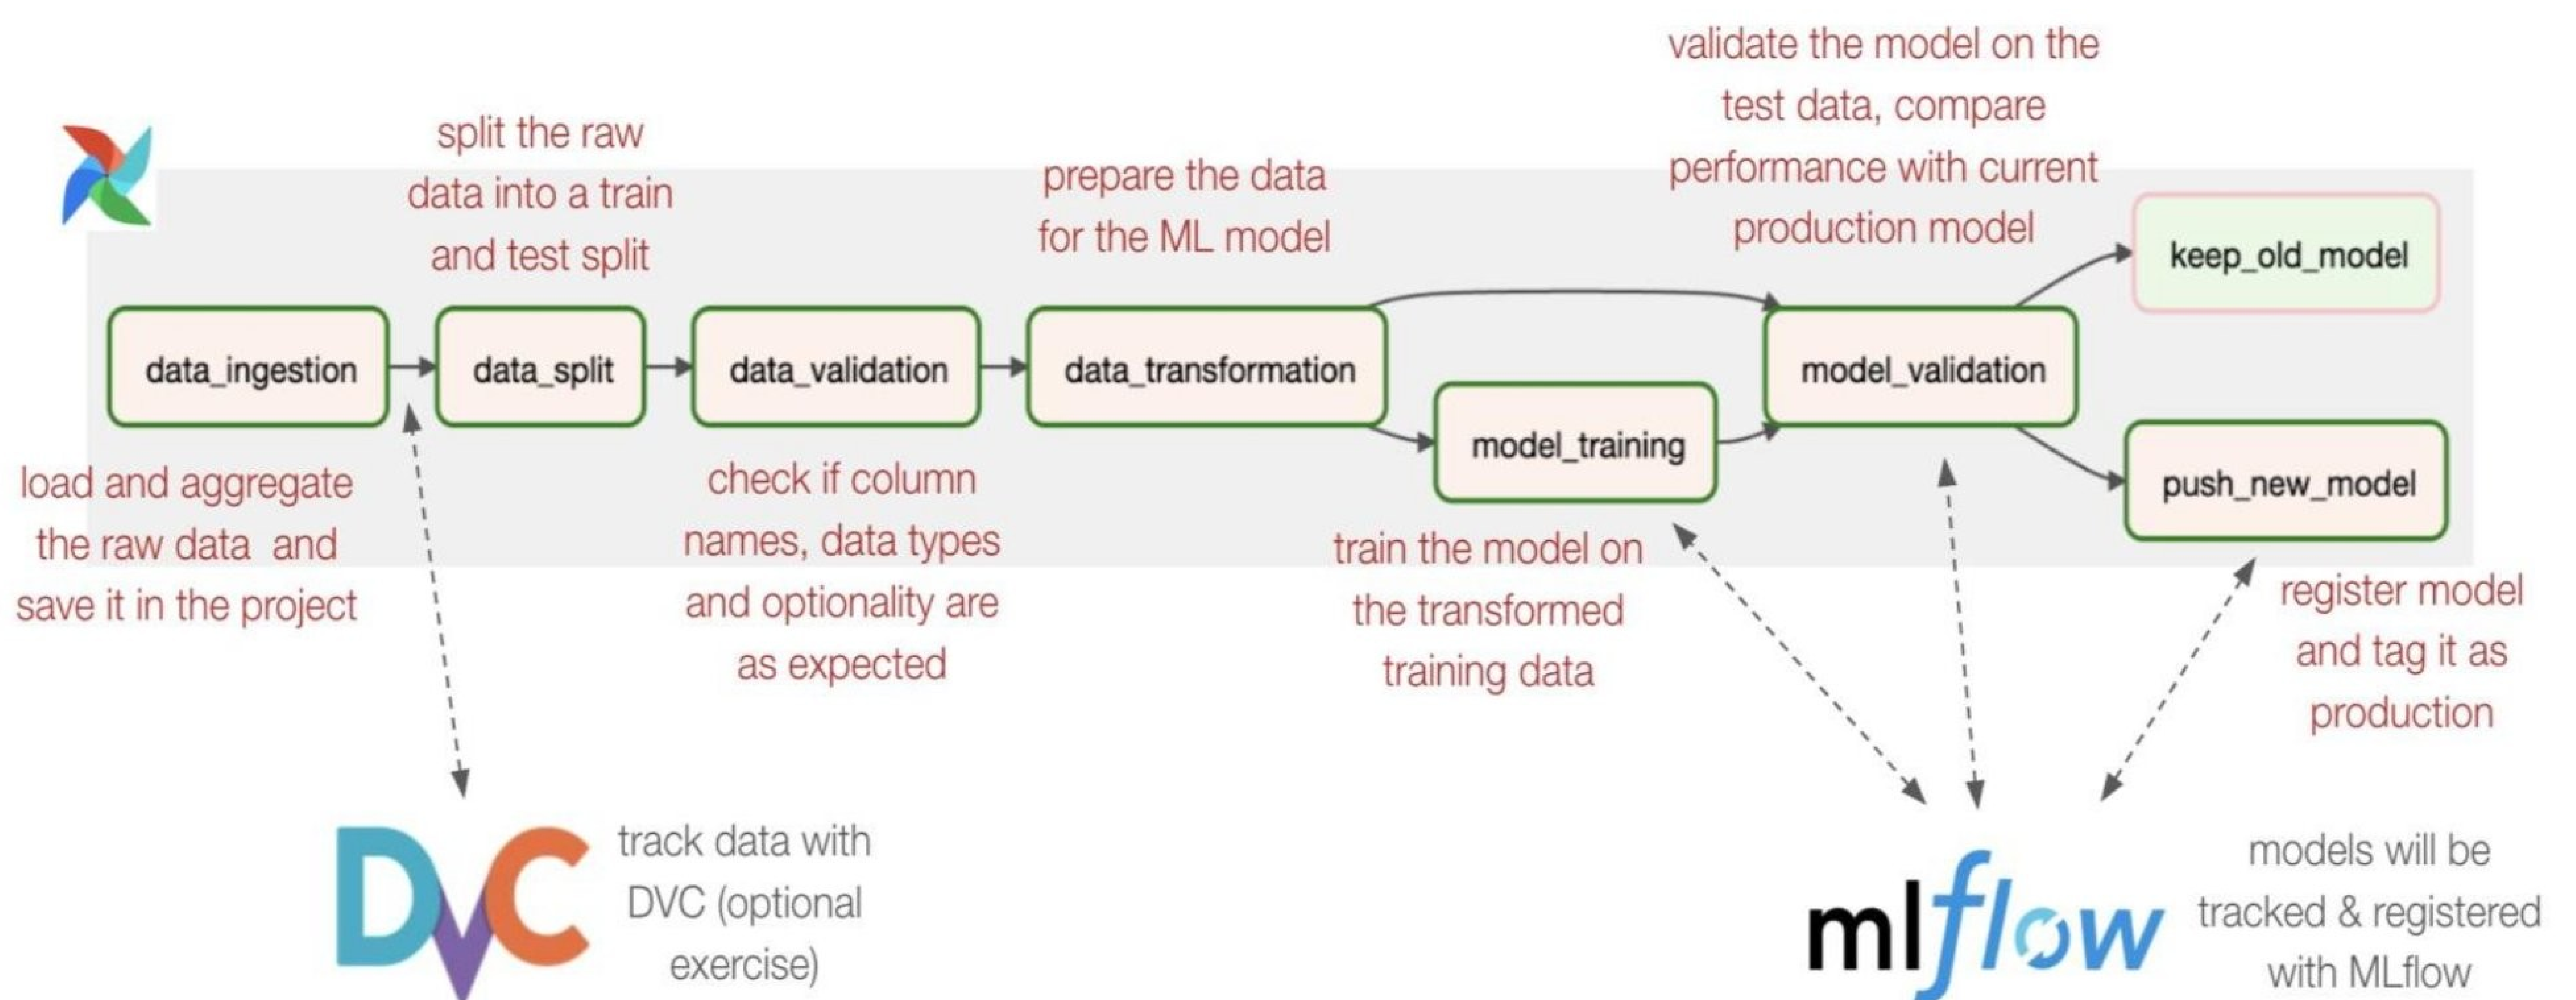 validate the model on the
test data, compare
performance with current
production model
split the raw
data into a train
and test split
prepare the data
for the ML model
keep_old_model
data_ingestion
data_split
data_validation
data_transformation
model_training
model_validation
push_new_model
load and aggregate
the raw data and
save it in the project
check if column
names, data types
and optionality are
as expected
train the model on
the transformed
training data
register model
and tag it as
production
DVC
track data with
DVC (optional
exercise)
mlflow
models will be
tracked & registered
with MLflow